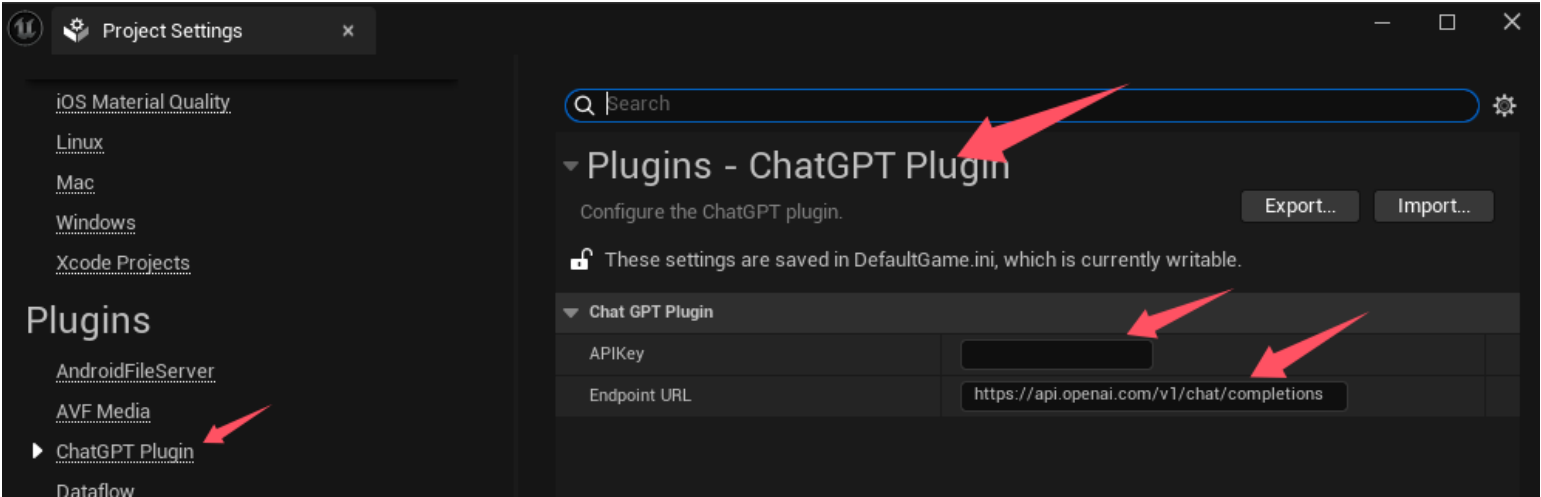 Project Settings
iOS Material Quality
Linux
Mac
Windows
Xcode Projects
Plugins
AndroidFileServer
AVF Media
ChatGPT Plugin
Dataflow
Search
Plugins - ChatGPT Plugin
Configure the ChatGPT plugin.
Export...
Import...
These settings are saved in DefaultGame.ini, which is currently writable.
Chat GPT Plugin
APIKey
Endpoint URL
https://api.openai.com/v1/chat/completions